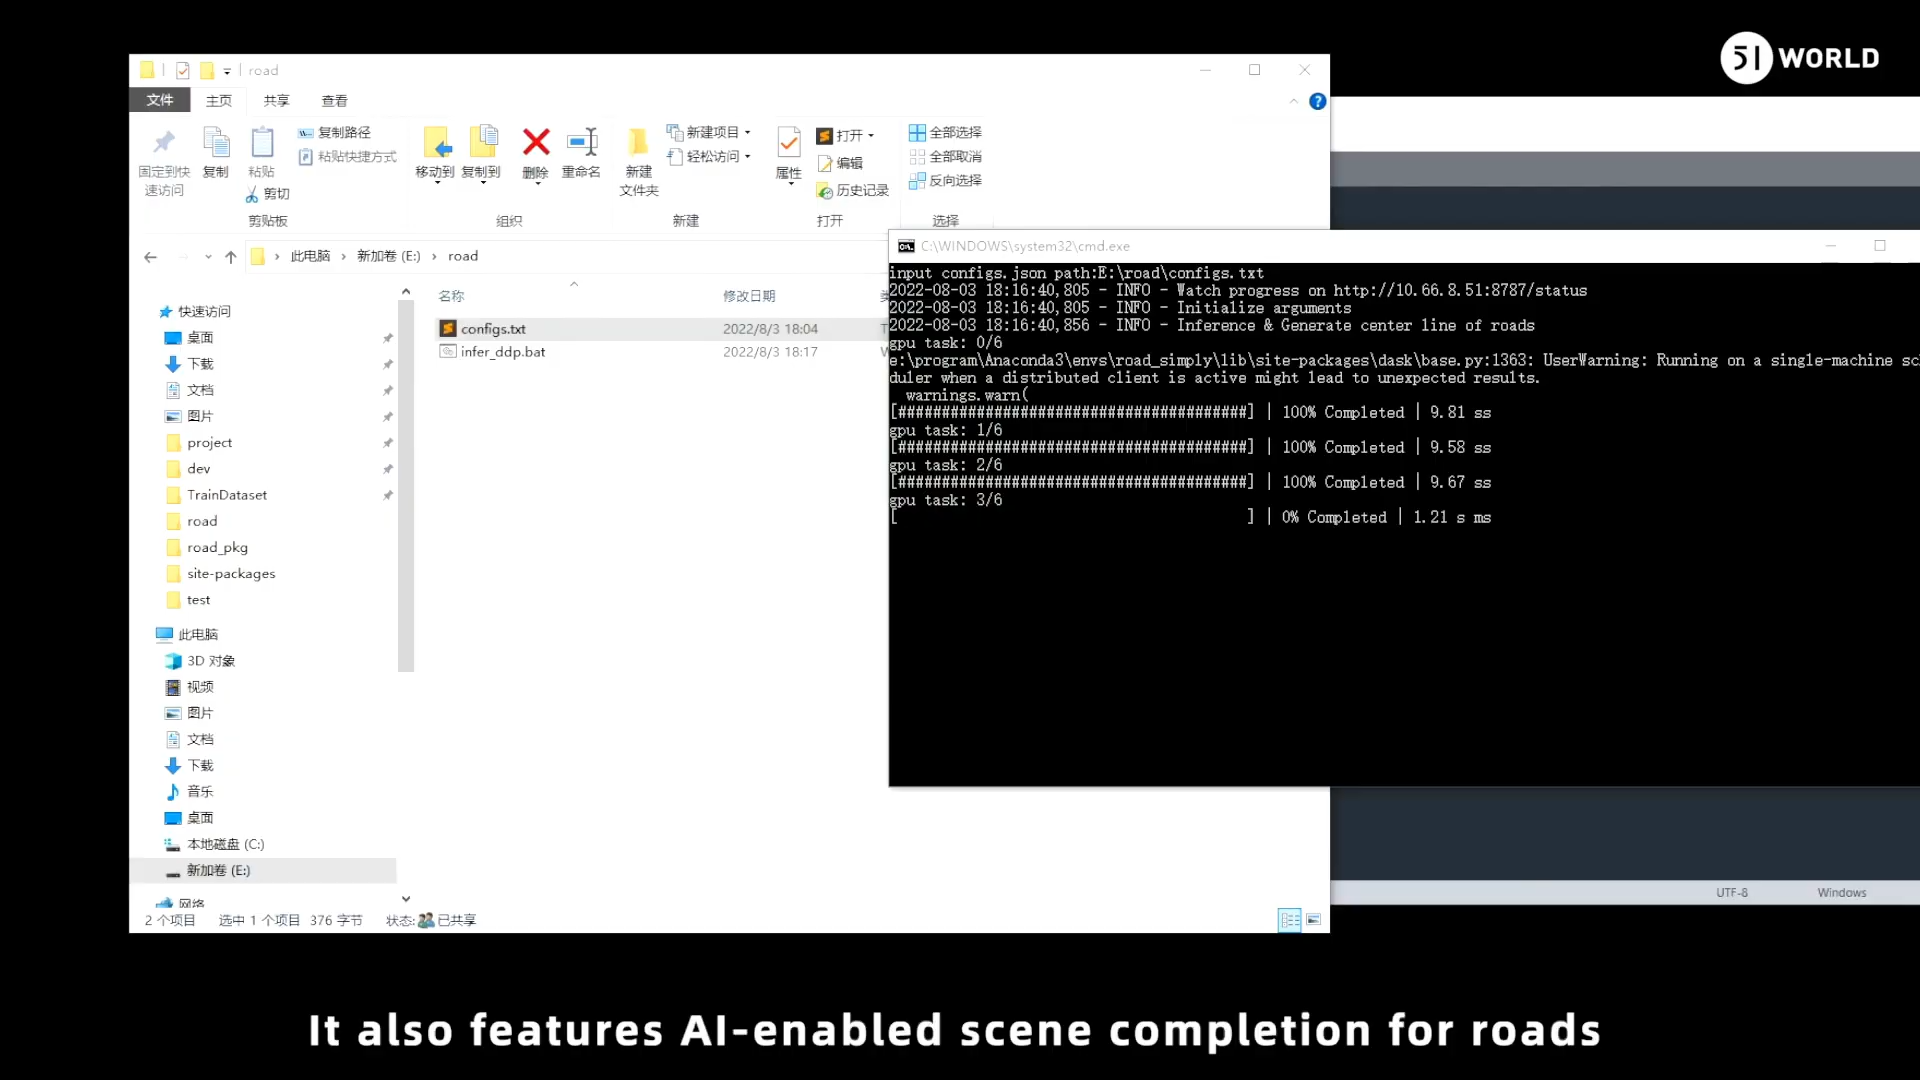 51 WORLD
road
文件 主页 共享 查看
固定到快速访问
复制
粘贴
复制路径
粘贴快捷方式
剪切
剪贴板
移动到
复制到
删除
重命名
组织
新建文件夹
新建项目
轻松访问
新建
属性
打开
编辑
历史记录
打开
全部选择
全部取消
反向选择
选择
此电脑 › 新加卷 (E:) › road
名称 修改日期
configs.txt 2022/8/3 18:04
infer_ddp.bat 2022/8/3 18:17
快速访问
桌面
下载
文档
图片
project
dev
TrainDataset
road
road_pkg
site-packages
test
此电脑
3D 对象
视频
图片
文档
下载
音乐
桌面
本地磁盘 (C:)
新加卷 (E:)
网络
2 个项目 选中 1 个项目 376 字节 状态: 已共享
C:\WINDOWS\system32\cmd.exe
input configs.json path:E:\road\configs.txt
2022-08-03 18:16:40,805 - INFO - Watch progress on http://10.66.8.51:8787/status
2022-08-03 18:16:40,805 - INFO - Initialize arguments
2022-08-03 18:16:40,856 - INFO - Inference & Generate center line of roads
gpu task: 0/6
e:\program\Anaconda3\envs\road_simply\lib\site-packages\dask\base.py:1363: UserWarning: Running on a single-machine sc
duler when a distributed client is active might lead to unexpected results.
warnings.warn(
[########################################] | 100% Completed | 9.81 ss
gpu task: 1/6
[########################################] | 100% Completed | 9.58 ss
gpu task: 2/6
[########################################] | 100% Completed | 9.67 ss
gpu task: 3/6
[ ] | 0% Completed | 1.21 s ms
UTF-8 Windows
It also features AI-enabled scene completion for roads